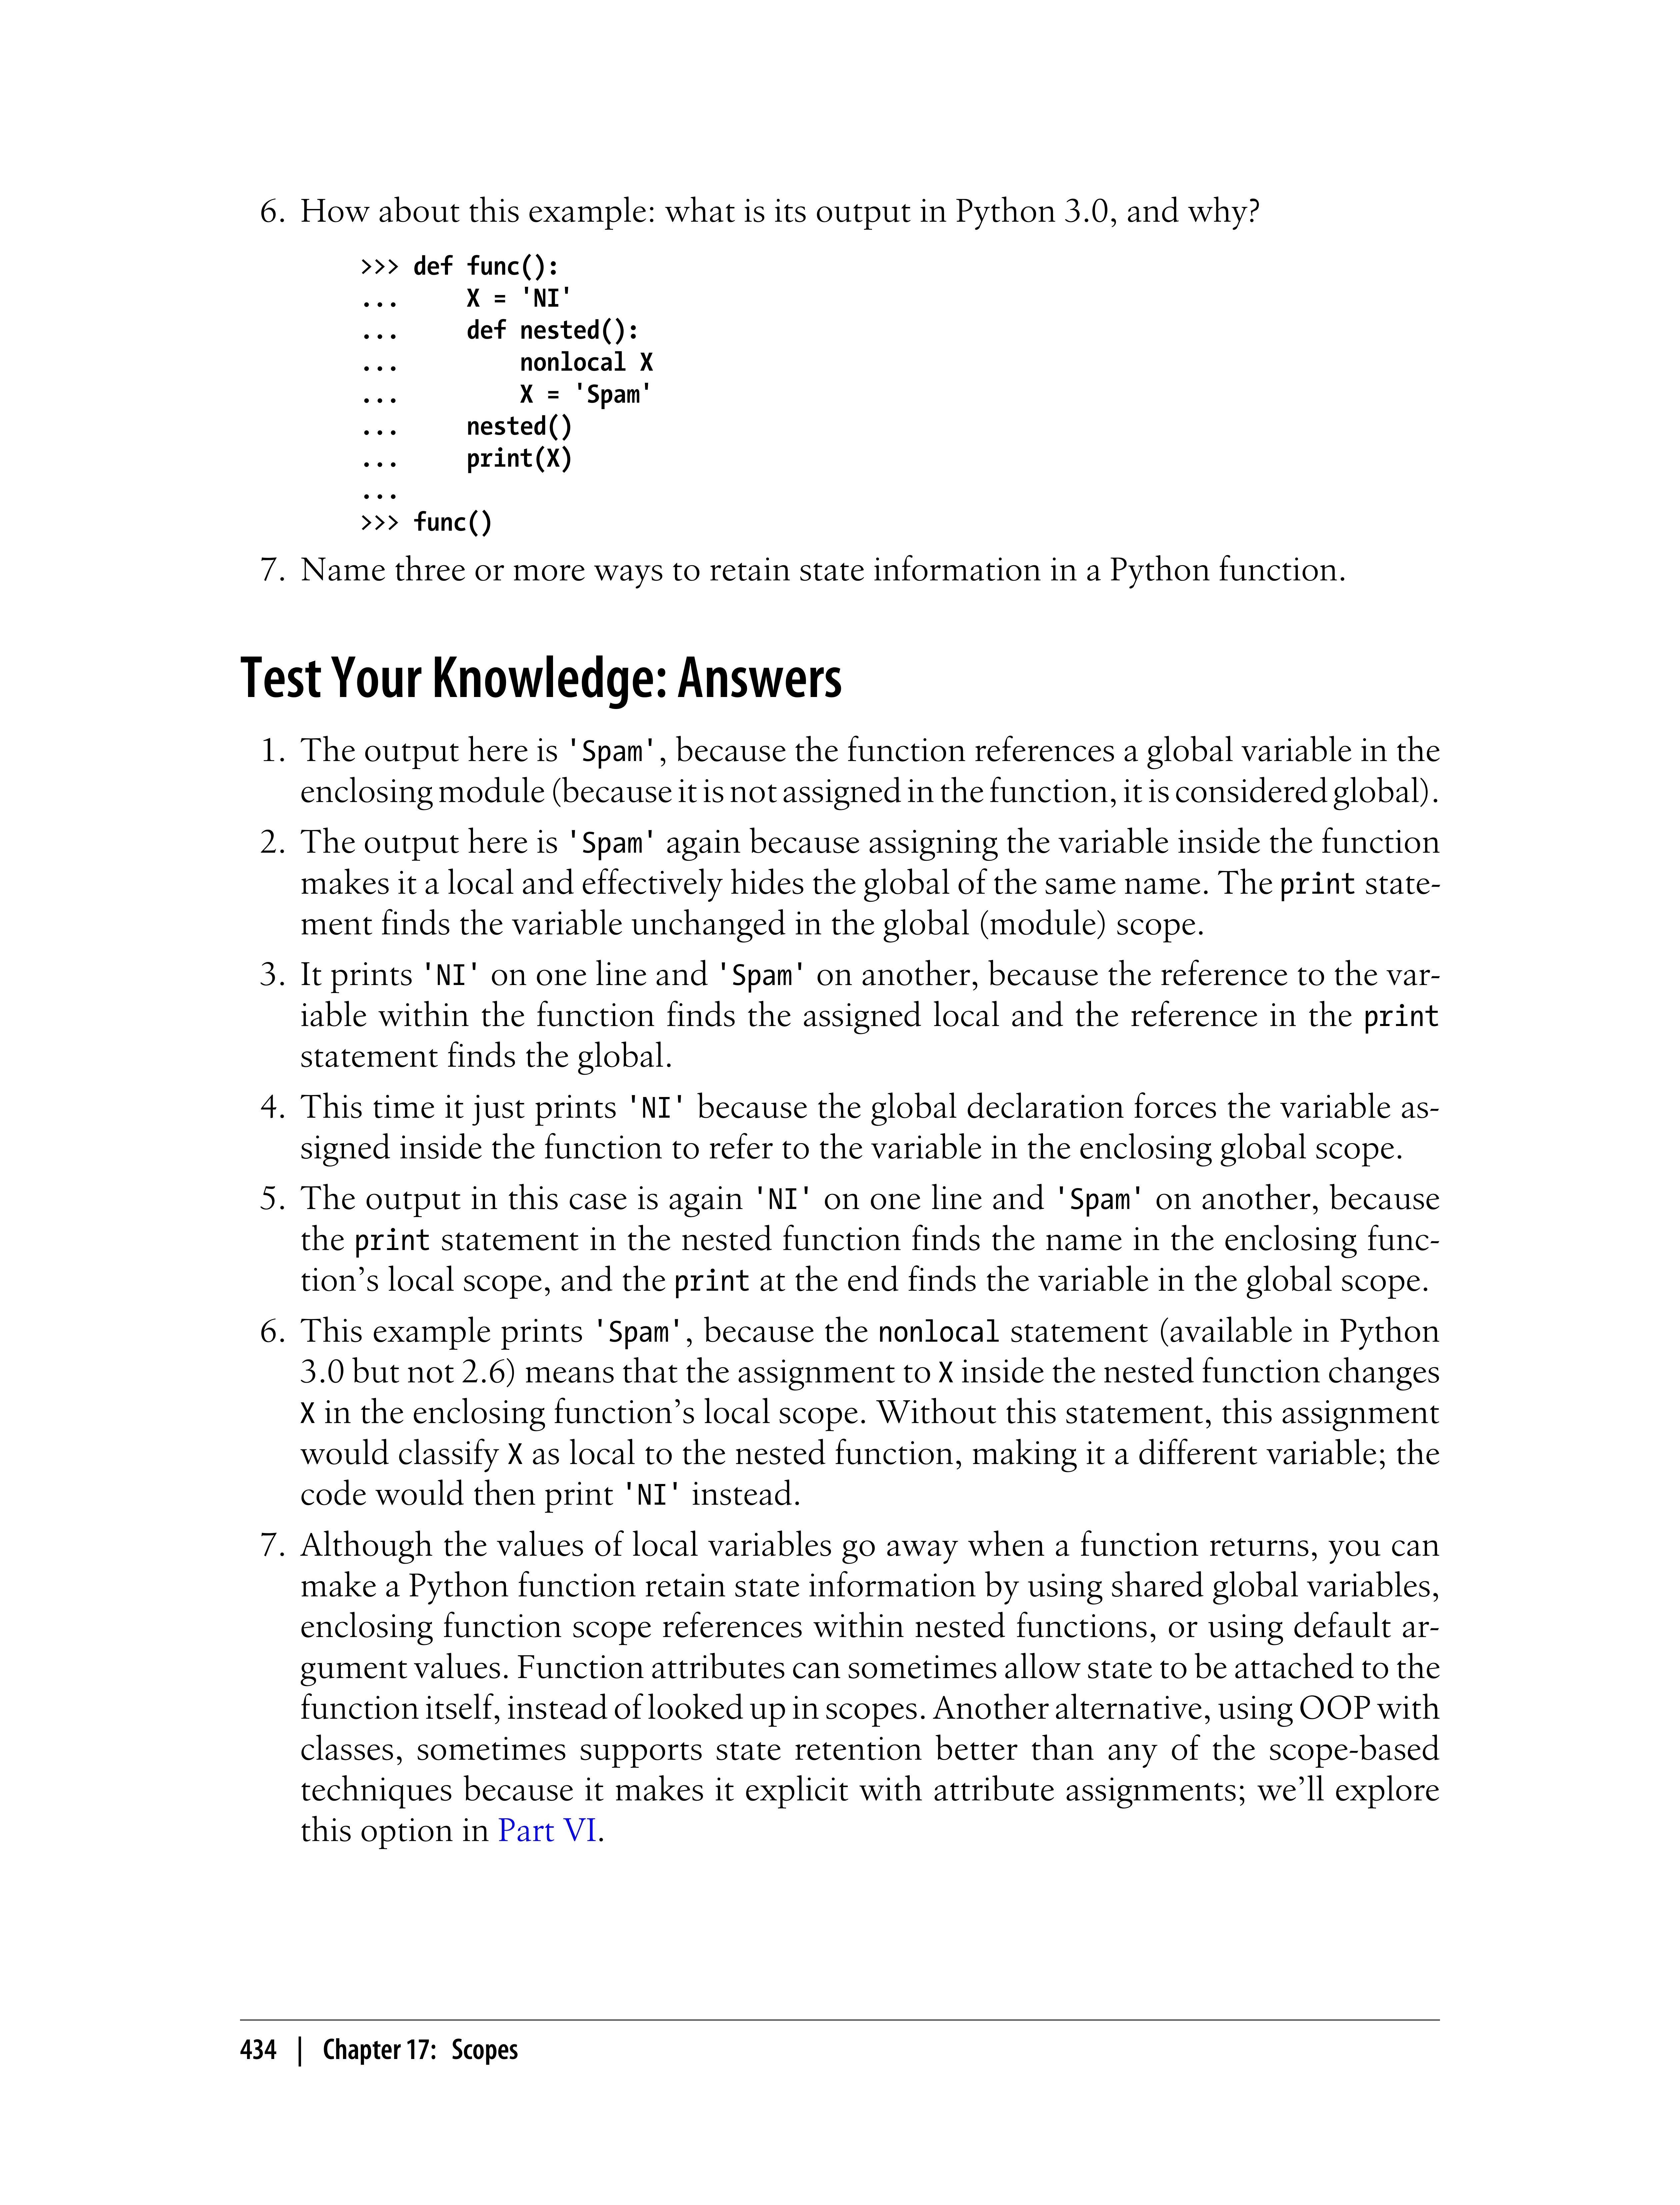 6. How about this example: what is its output in Python 3.0, and why?
>>> def func():
...     X = 'NI'
...     def nested():
...         nonlocal X
...         X = 'Spam'
...     nested()
...     print(X)
...
>>> func()
7. Name three or more ways to retain state information in a Python function.
Test Your Knowledge: Answers
1. The output here is 'Spam', because the function references a global variable in the
enclosing module (because it is not assigned in the function, it is considered global).
2. The output here is 'Spam' again because assigning the variable inside the function
makes it a local and effectively hides the global of the same name. The print state-
ment finds the variable unchanged in the global (module) scope.
3. It prints 'NI' on one line and 'Spam' on another, because the reference to the var-
iable within the function finds the assigned local and the reference in the print
statement finds the global.
4. This time it just prints 'NI' because the global declaration forces the variable as-
signed inside the function to refer to the variable in the enclosing global scope.
5. The output in this case is again 'NI' on one line and 'Spam' on another, because
the print statement in the nested function finds the name in the enclosing func-
tion’s local scope, and the print at the end finds the variable in the global scope.
6. This example prints 'Spam', because the nonlocal statement (available in Python
3.0 but not 2.6) means that the assignment to X inside the nested function changes
X in the enclosing function’s local scope. Without this statement, this assignment
would classify X as local to the nested function, making it a different variable; the
code would then print 'NI' instead.
7. Although the values of local variables go away when a function returns, you can
make a Python function retain state information by using shared global variables,
enclosing function scope references within nested functions, or using default ar-
gument values. Function attributes can sometimes allow state to be attached to the
function itself, instead of looked up in scopes. Another alternative, using OOP with
classes, sometimes supports state retention better than any of the scope-based
techniques because it makes it explicit with attribute assignments; we’ll explore
this option in Part VI.
434 | Chapter 17: Scopes